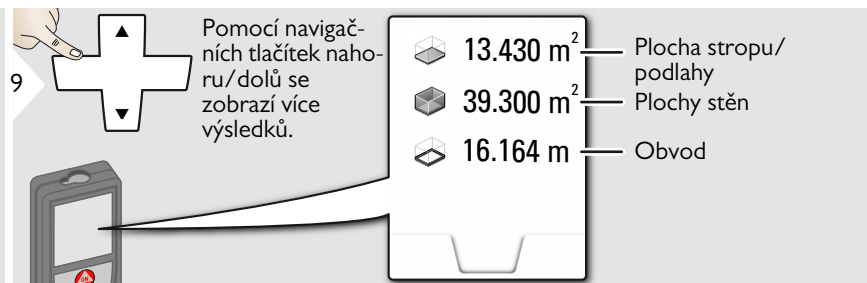 9
Pomocí navigač-
ních tlačítek naho-
ru/dolů se
zobrazí více
výsledků.
13.430 m²
Plocha stropu/
podlahy
39.300 m²
Plochy stěn
16.164 m
Obvod
ON